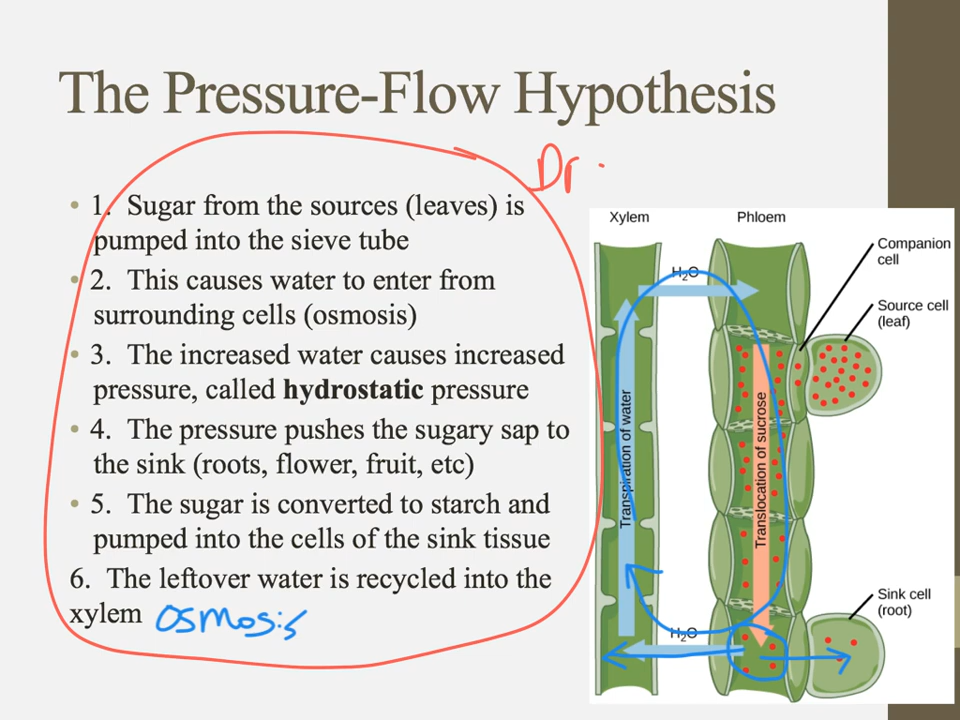 The Pressure-Flow Hypothesis
Dr.
• 1. Sugar from the sources (leaves) is
pumped into the sieve tube
• 2. This causes water to enter from
surrounding cells (osmosis)
• 3. The increased water causes increased
pressure, called hydrostatic pressure
• 4. The pressure pushes the sugary sap to
the sink (roots, flower, fruit, etc)
• 5. The sugar is converted to starch and
pumped into the cells of the sink tissue
6. The leftover water is recycled into the
xylem osmosis
Xylem
Phloem
Companion
cell
H₂O
Source cell
(leaf)
Transpiration of water
Translocation of sucrose
Sink cell
(root)
H₂O